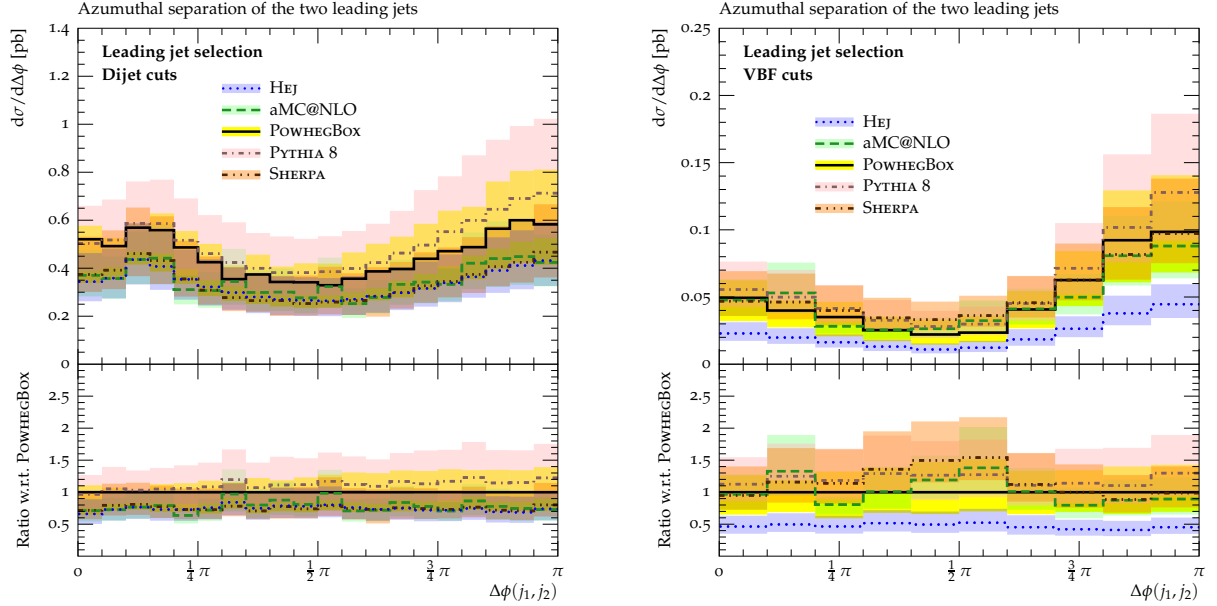 Azumuthal separation of the two leading jets
dσ/dΔϕ [pb]
1.4
1.2
1
0.8
0.6
0.4
0.2
0
Leading jet selection
Dijet cuts
HEJ
aMC@NLO
POWHEGBOX
PYTHIA 8
SHERPA
Ratio w.r.t. POWHEGBOX
2.5
2
1.5
1
0.5
0
1/4 π
1/2 π
3/4 π
π
Δϕ(j1, j2)
Azumuthal separation of the two leading jets
dσ/dΔϕ [pb]
0.25
0.2
0.15
0.1
0.05
0
Leading jet selection
VBF cuts
HEJ
aMC@NLO
POWHEGBOX
PYTHIA 8
SHERPA
Ratio w.r.t. POWHEGBOX
2.5
2
1.5
1
0.5
0
1/4 π
1/2 π
3/4 π
π
Δϕ(j1, j2)